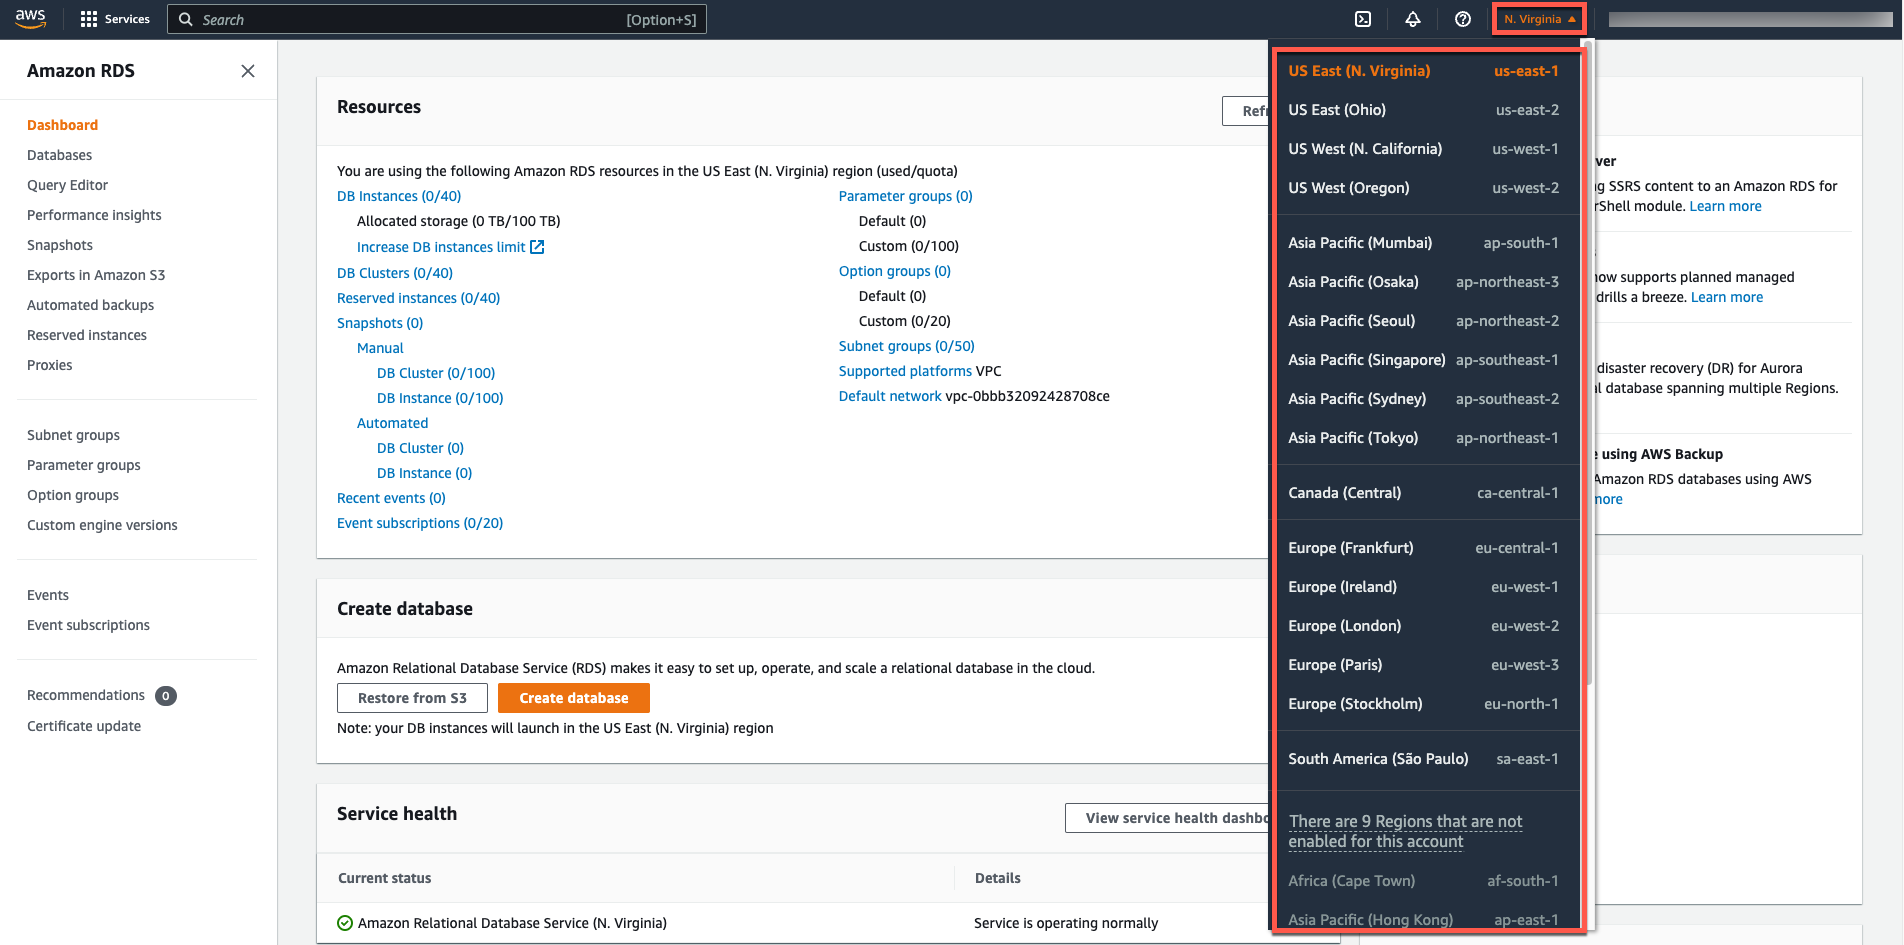 aws
Services
Search
[Option+S]
N. Virginia
Amazon RDS
Dashboard
Databases
Query Editor
Performance insights
Snapshots
Exports in Amazon S3
Automated backups
Reserved instances
Proxies
Subnet groups
Parameter groups
Option groups
Custom engine versions
Events
Event subscriptions
Recommendations 0
Certificate update
Resources
Refr
You are using the following Amazon RDS resources in the US East (N. Virginia) region (used/quota)
DB Instances (0/40)
Allocated storage (0 TB/100 TB)
Increase DB instances limit
DB Clusters (0/40)
Reserved instances (0/40)
Snapshots (0)
Manual
DB Cluster (0/100)
DB Instance (0/100)
Automated
DB Cluster (0)
DB Instance (0)
Recent events (0)
Event subscriptions (0/20)
Parameter groups (0)
Default (0)
Custom (0/100)
Option groups (0)
Default (0)
Custom (0/20)
Subnet groups (0/50)
Supported platforms VPC
Default network vpc-0bbb32092428708ce
Create database
Amazon Relational Database Service (RDS) makes it easy to set up, operate, and scale a relational database in the cloud.
Restore from S3
Create database
Note: your DB instances will launch in the US East (N. Virginia) region
Service health
View service health dashbo
Current status
Details
Amazon Relational Database Service (N. Virginia)
Service is operating normally
US East (N. Virginia) us-east-1
US East (Ohio) us-east-2
US West (N. California) us-west-1
US West (Oregon) us-west-2
Asia Pacific (Mumbai) ap-south-1
Asia Pacific (Osaka) ap-northeast-3
Asia Pacific (Seoul) ap-northeast-2
Asia Pacific (Singapore) ap-southeast-1
Asia Pacific (Sydney) ap-southeast-2
Asia Pacific (Tokyo) ap-northeast-1
Canada (Central) ca-central-1
Europe (Frankfurt) eu-central-1
Europe (Ireland) eu-west-1
Europe (London) eu-west-2
Europe (Paris) eu-west-3
Europe (Stockholm) eu-north-1
South America (São Paulo) sa-east-1
There are 9 Regions that are not
enabled for this account
Africa (Cape Town) af-south-1
Asia Pacific (Hong Kong) ap-east-1
ver
g SSRS content to an Amazon RDS for
rShell module. Learn more
now supports planned managed
drills a breeze. Learn more
disaster recovery (DR) for Aurora
l database spanning multiple Regions.
e using AWS Backup
Amazon RDS databases using AWS
more